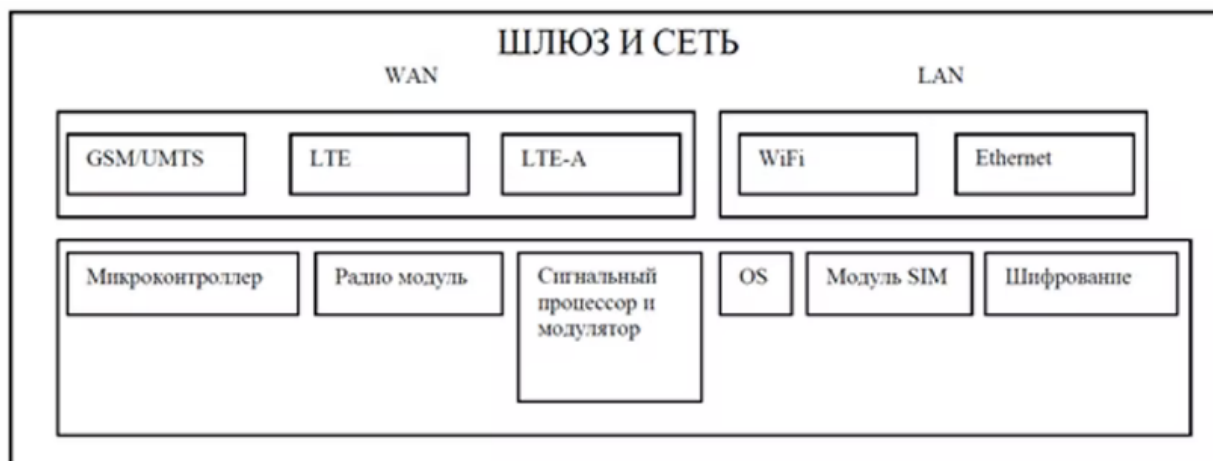 ШЛЮЗ И СЕТЬ
WAN
LAN
GSM/UMTS
LTE
LTE-A
WiFi
Ethernet
Микроконтроллер
Радио модуль
Сигнальный
процессор и
модулятор
OS
Модуль SIM
Шифрование